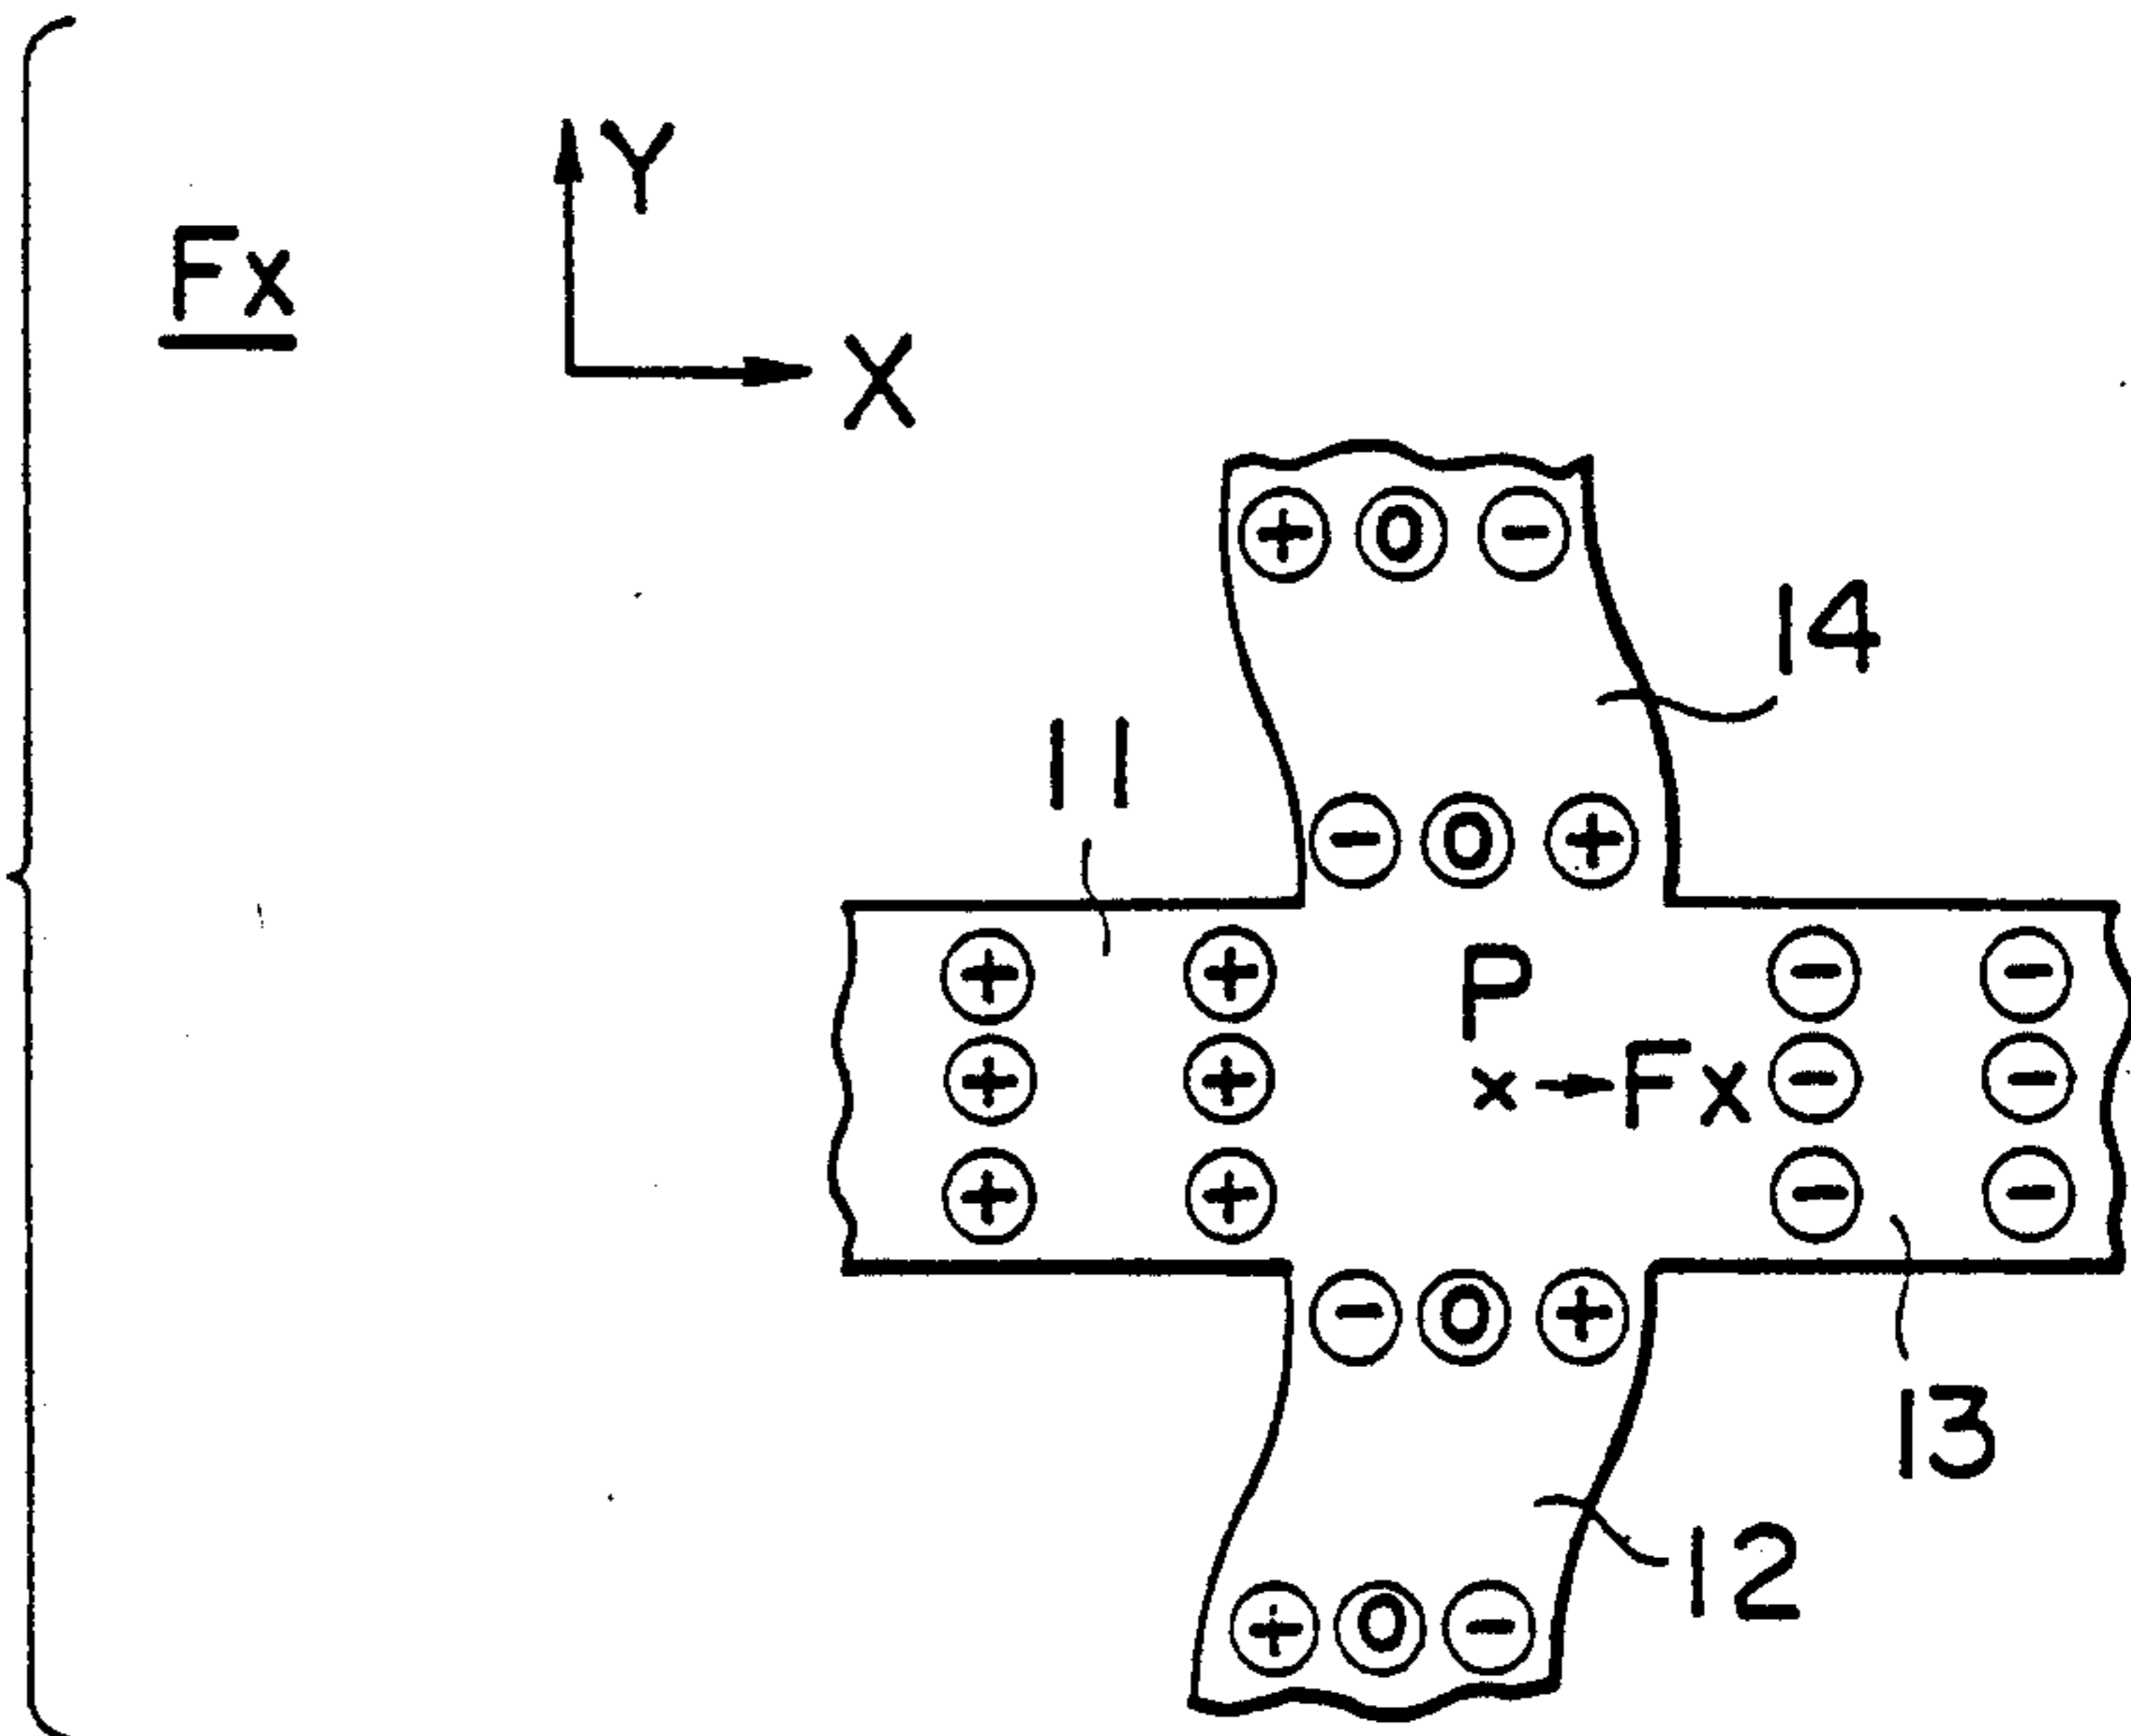 Y
Fx
X
⊕ ⓪ ⊖
14
11
⊖ ⓪ ⊕
⊕ ⊕ P ⊖ ⊖
⊕ ⊕ × → Fx ⊖ ⊖
⊕ ⊕ ⊖ ⊖
⊖ ⓪ ⊕
13
12
⊕ ⓪ ⊖